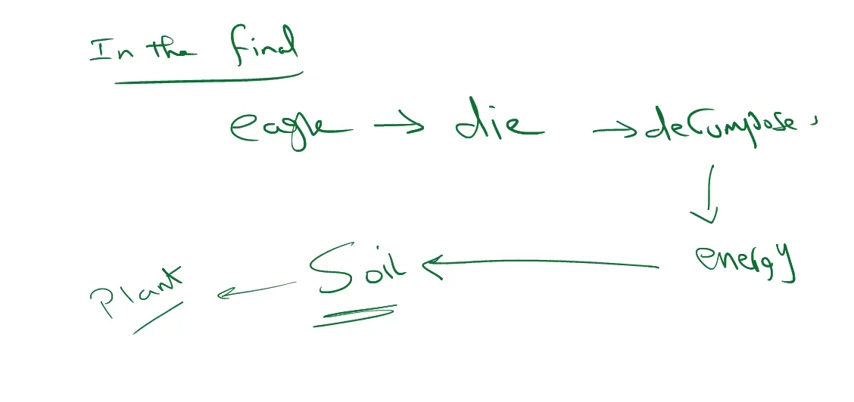 In the final
eagle → die → decompose,
↓
energy
Plant ← Soil ←